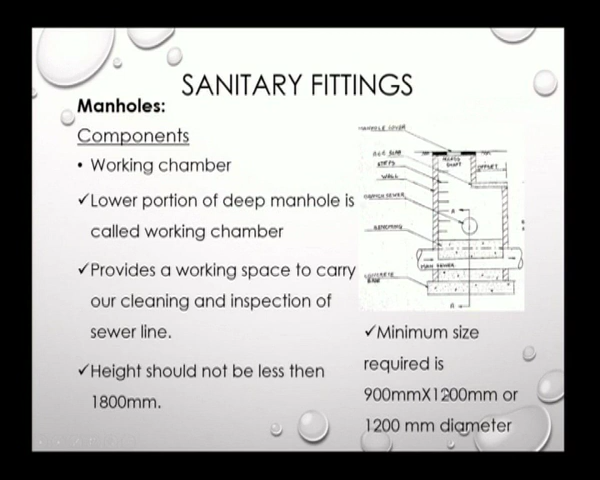 SANITARY FITTINGS
Manholes:
Components
• Working chamber
✓Lower portion of deep manhole is
called working chamber
✓Provides a working space to carry
our cleaning and inspection of
sewer line.
✓Height should not be less then
1800mm.
MANHOLE COVER
R.C.C SLAB
STEPS
WALL
BRANCH SEWER
BENCHING
CONCRETE
BASE
ACCESS
SHAFT
OFFSET
A
MAIN SEWER
A
✓Minimum size
required is
900mmX1200mm or
1200 mm diameter